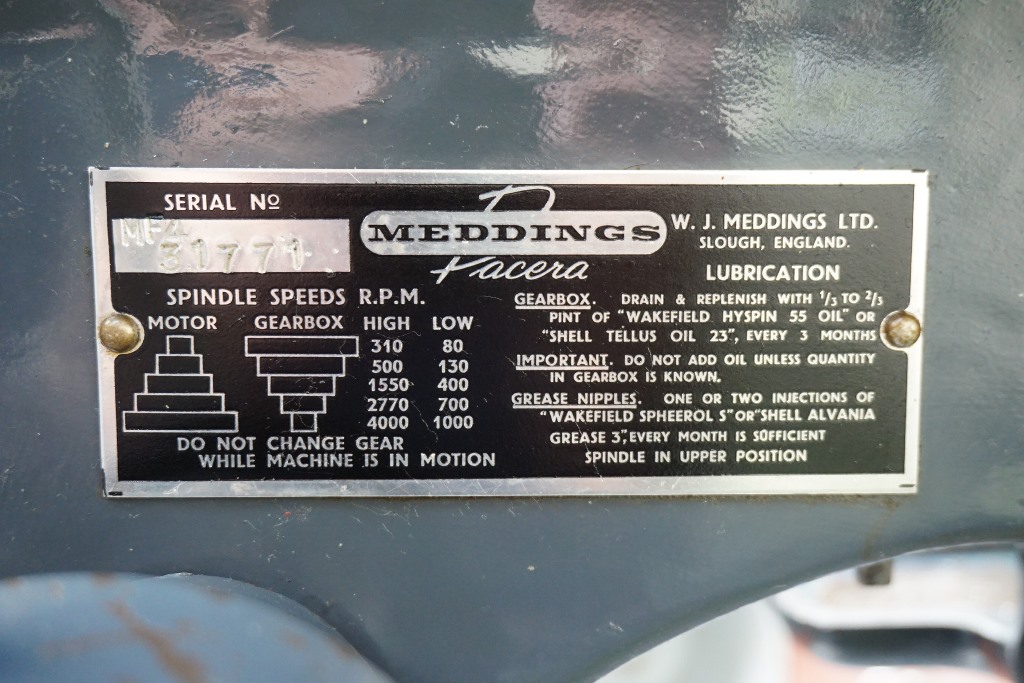 SERIAL Nº
MF4
31771.
MEDDINGS
Pacera
W. J. MEDDINGS LTD.
SLOUGH, ENGLAND.
SPINDLE SPEEDS R.P.M.
MOTOR GEARBOX HIGH LOW
310 80
500 130
1550 400
2770 700
4000 1000
DO NOT CHANGE GEAR
WHILE MACHINE IS IN MOTION
LUBRICATION
GEARBOX. DRAIN & REPLENISH WITH 1/3 TO 2/3
PINT OF "WAKEFIELD HYSPIN 55 OIL" OR
"SHELL TELLUS OIL 23", EVERY 3 MONTHS
IMPORTANT. DO NOT ADD OIL UNLESS QUANTITY
IN GEARBOX IS KNOWN.
GREASE NIPPLES. ONE OR TWO INJECTIONS OF
"WAKEFIELD SPHEEROL S" OR "SHELL ALVANIA
GREASE 3", EVERY MONTH IS SUFFICIENT
SPINDLE IN UPPER POSITION